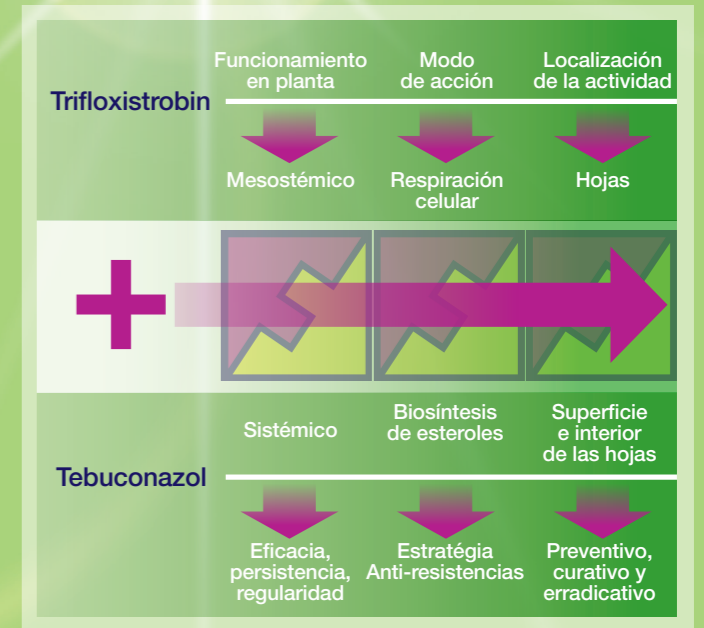 Funcionamiento
en planta
Modo
de acción
Localización
de la actividad
Trifloxistrobin
Mesostémico
Respiración
celular
Hojas
Sistémico
Biosíntesis
de esteroles
Superficie
e interior
de las hojas
Tebuconazol
Eficacia,
persistencia,
regularidad
Estratégia
Anti-resistencias
Preventivo,
curativo y
erradicativo